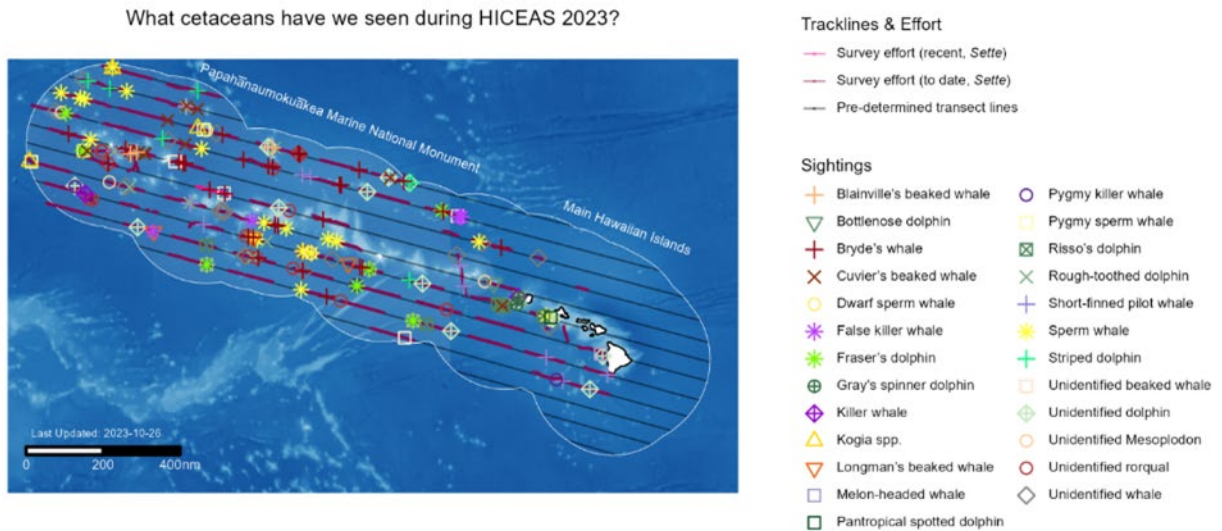 What cetaceans have we seen during HICEAS 2023?
Papahānaumokuākea Marine National Monument
Main Hawaiian Islands
Last Updated: 2023-10-26
0 200 400nm
Tracklines & Effort
Survey effort (recent, Sette)
Survey effort (to date, Sette)
Pre-determined transect lines
Sightings
Blainville's beaked whale
Bottlenose dolphin
Bryde's whale
Cuvier's beaked whale
Dwarf sperm whale
False killer whale
Fraser's dolphin
Gray's spinner dolphin
Killer whale
Kogia spp.
Longman's beaked whale
Melon-headed whale
Pantropical spotted dolphin
Pygmy killer whale
Pygmy sperm whale
Risso's dolphin
Rough-toothed dolphin
Short-finned pilot whale
Sperm whale
Striped dolphin
Unidentified beaked whale
Unidentified dolphin
Unidentified Mesoplodon
Unidentified rorqual
Unidentified whale